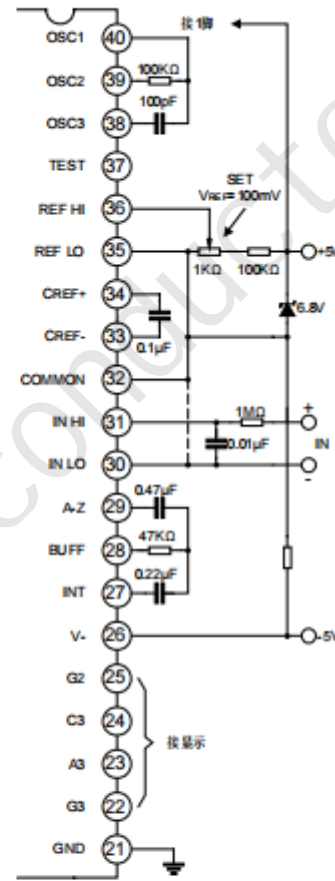 接1脚
OSC1 40
OSC2 39 100KΩ
100pF
OSC3 38
TEST 37
SET
VREF= 100mV
REF HI 36
REF LO 35 1KΩ 100KΩ +5V
CREF+ 34
6.8V
CREF- 33 0.1μF
COMMON 32
IN HI 31 1MΩ +
0.01μF IN
IN LO 30 -
0.47μF
A-Z 29
BUFF 28 47KΩ
0.22μF
INT 27
V- 26 -5V
G2 25
C3 24
接显示
A3 23
G3 22
GND 21